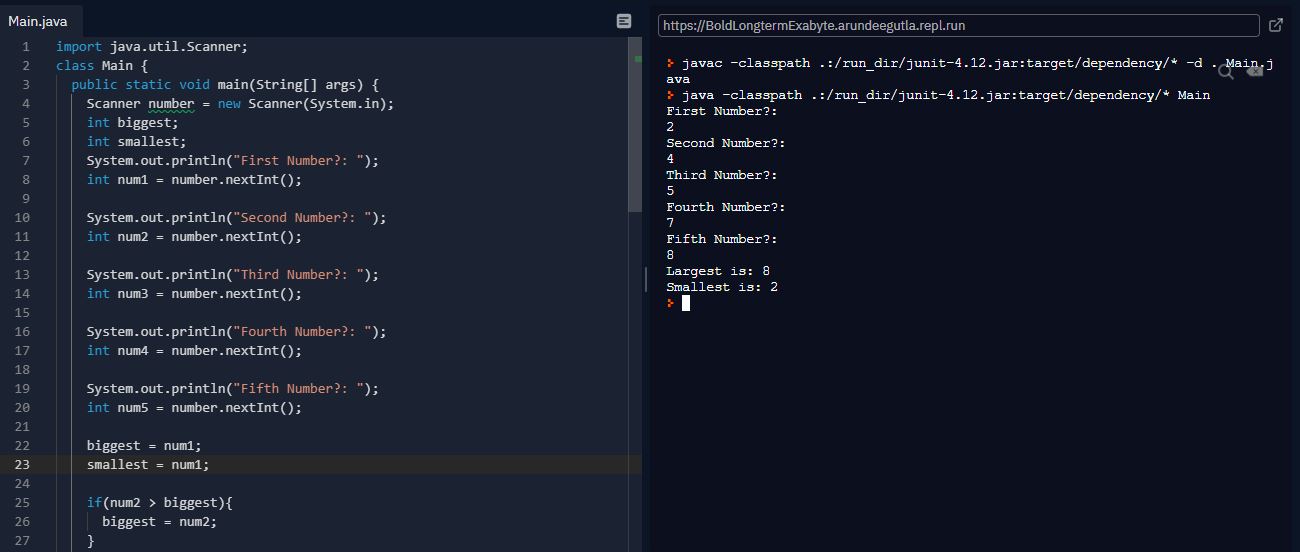 Main.java
1 import java.util.Scanner;
2 class Main {
3 public static void main(String[] args) {
4 Scanner number = new Scanner(System.in);
5 int biggest;
6 int smallest;
7 System.out.println("First Number?: ");
8 int num1 = number.nextInt();
9
10 System.out.println("Second Number?: ");
11 int num2 = number.nextInt();
12
13 System.out.println("Third Number?: ");
14 int num3 = number.nextInt();
15
16 System.out.println("Fourth Number?: ");
17 int num4 = number.nextInt();
18
19 System.out.println("Fifth Number?: ");
20 int num5 = number.nextInt();
21
22 biggest = num1;
23 smallest = num1;
24
25 if(num2 > biggest){
26 biggest = num2;
27 }
https://BoldLongtermExabyte.arundeegutla.repl.run
javac -classpath .:/run_dir/junit-4.12.jar:target/dependency/* -d . Main.j
ava
java -classpath .:/run_dir/junit-4.12.jar:target/dependency/* Main
First Number?:
2
Second Number?:
4
Third Number?:
5
Fourth Number?:
7
Fifth Number?:
8
Largest is: 8
Smallest is: 2